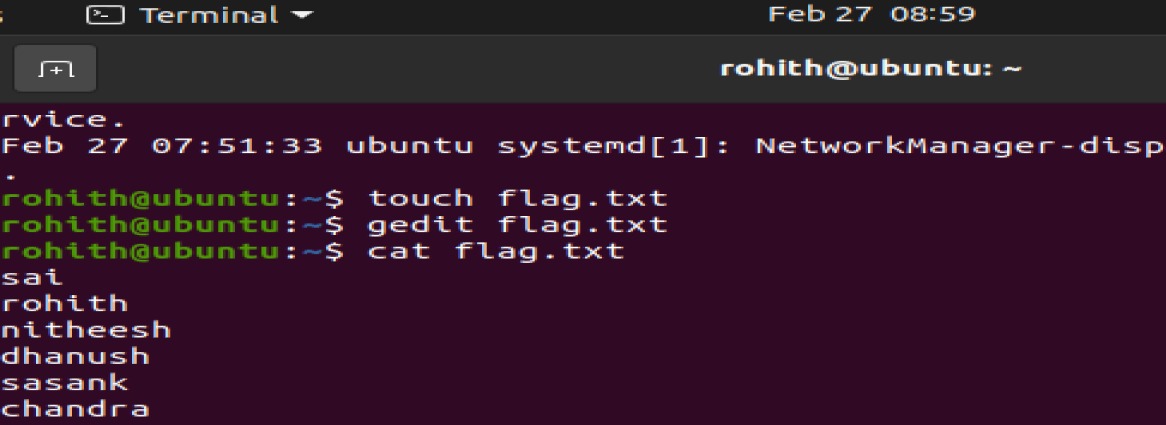 Terminal
Feb 27 08:59
rohith@ubuntu: ~
rvice.
Feb 27 07:51:33 ubuntu systemd[1]: NetworkManager-disp
.
rohith@ubuntu:~$ touch flag.txt
rohith@ubuntu:~$ gedit flag.txt
rohith@ubuntu:~$ cat flag.txt
sai
rohith
nitheesh
dhanush
sasank
chandra